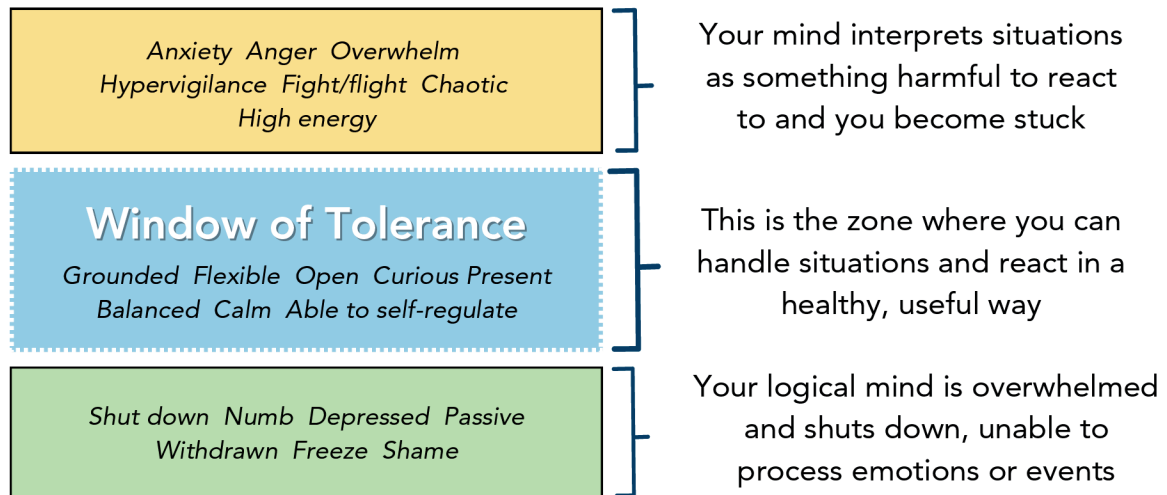 Anxiety Anger Overwhelm
Hypervigilance Fight/flight Chaotic
High energy
Your mind interprets situations
as something harmful to react
to and you become stuck
Window of Tolerance
Grounded Flexible Open Curious Present
Balanced Calm Able to self-regulate
This is the zone where you can
handle situations and react in a
healthy, useful way
Shut down Numb Depressed Passive
Withdrawn Freeze Shame
Your logical mind is overwhelmed
and shuts down, unable to
process emotions or events